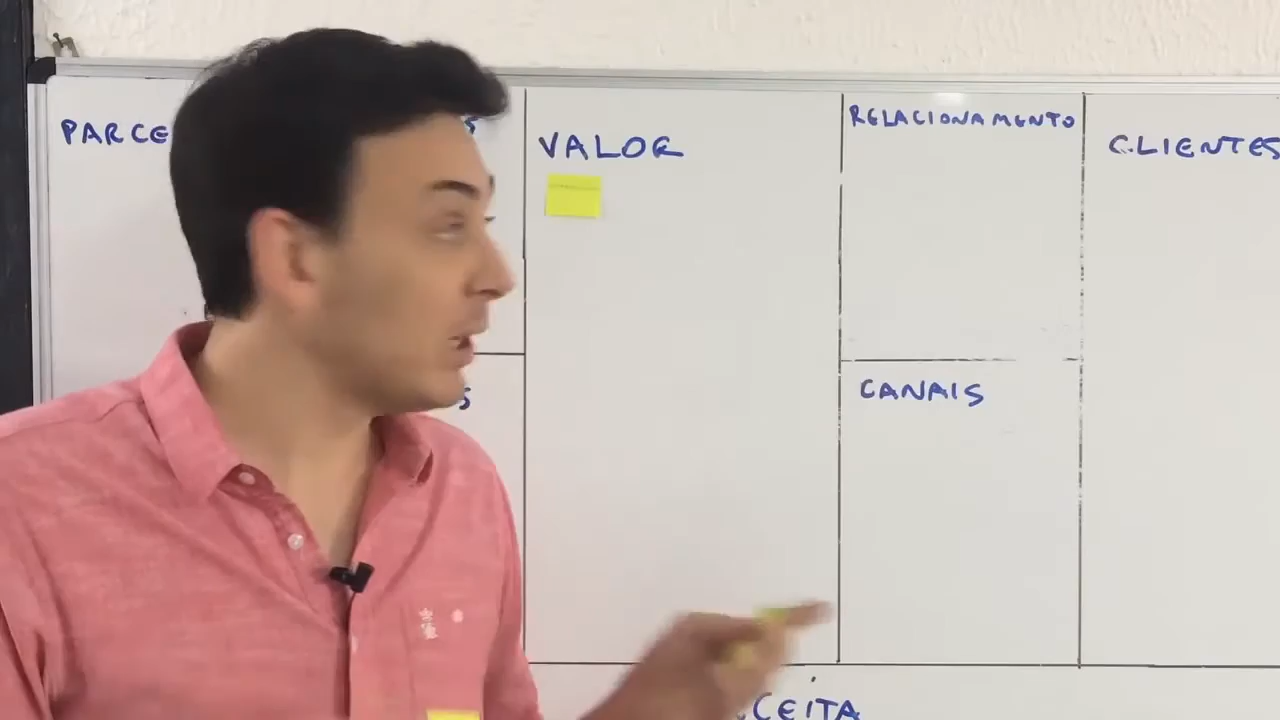 PARCE
VALOR
RELACIONAMENTO
CLIENTES
CANAIS
CEITA